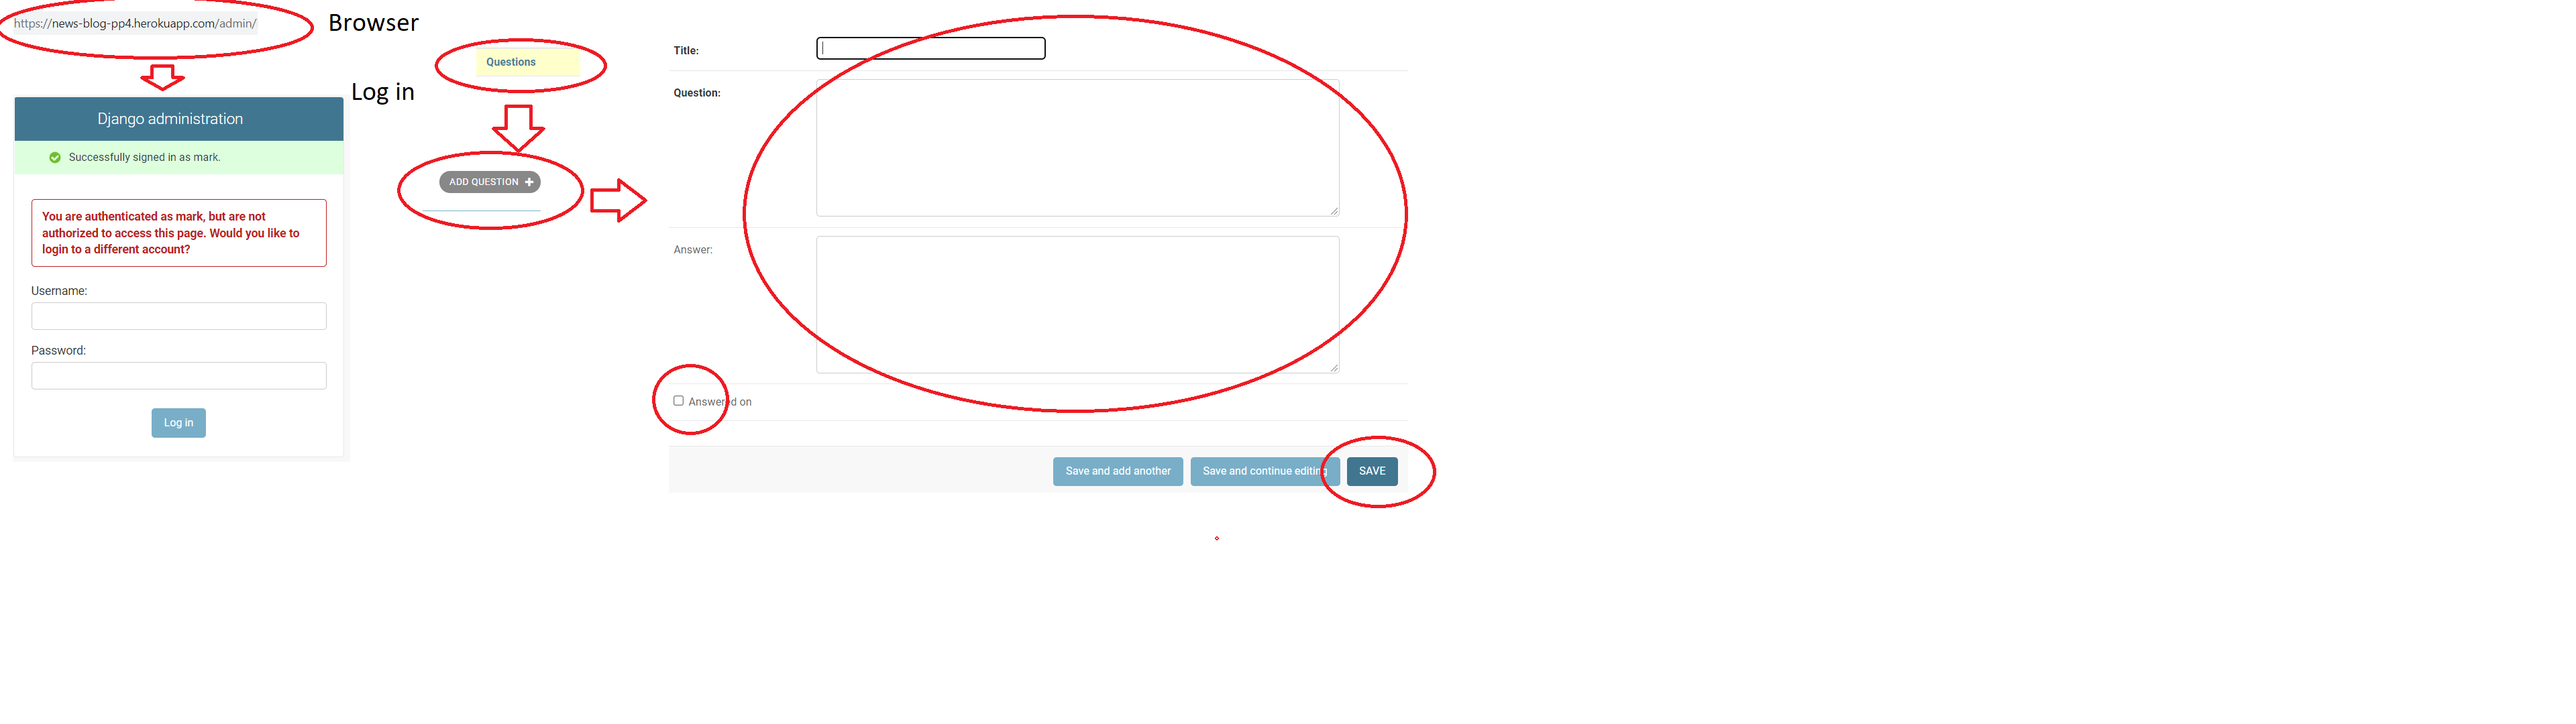 https://news-blog-pp4.herokuapp.com/admin/
Browser
Log in
Django administration
Successfully signed in as mark.
You are authenticated as mark, but are not
authorized to access this page. Would you like to
login to a different account?
Username:
Password:
Log in
Questions
ADD QUESTION +
Title:
Question:
Answer:
Answered on
Save and add another
Save and continue editing
SAVE